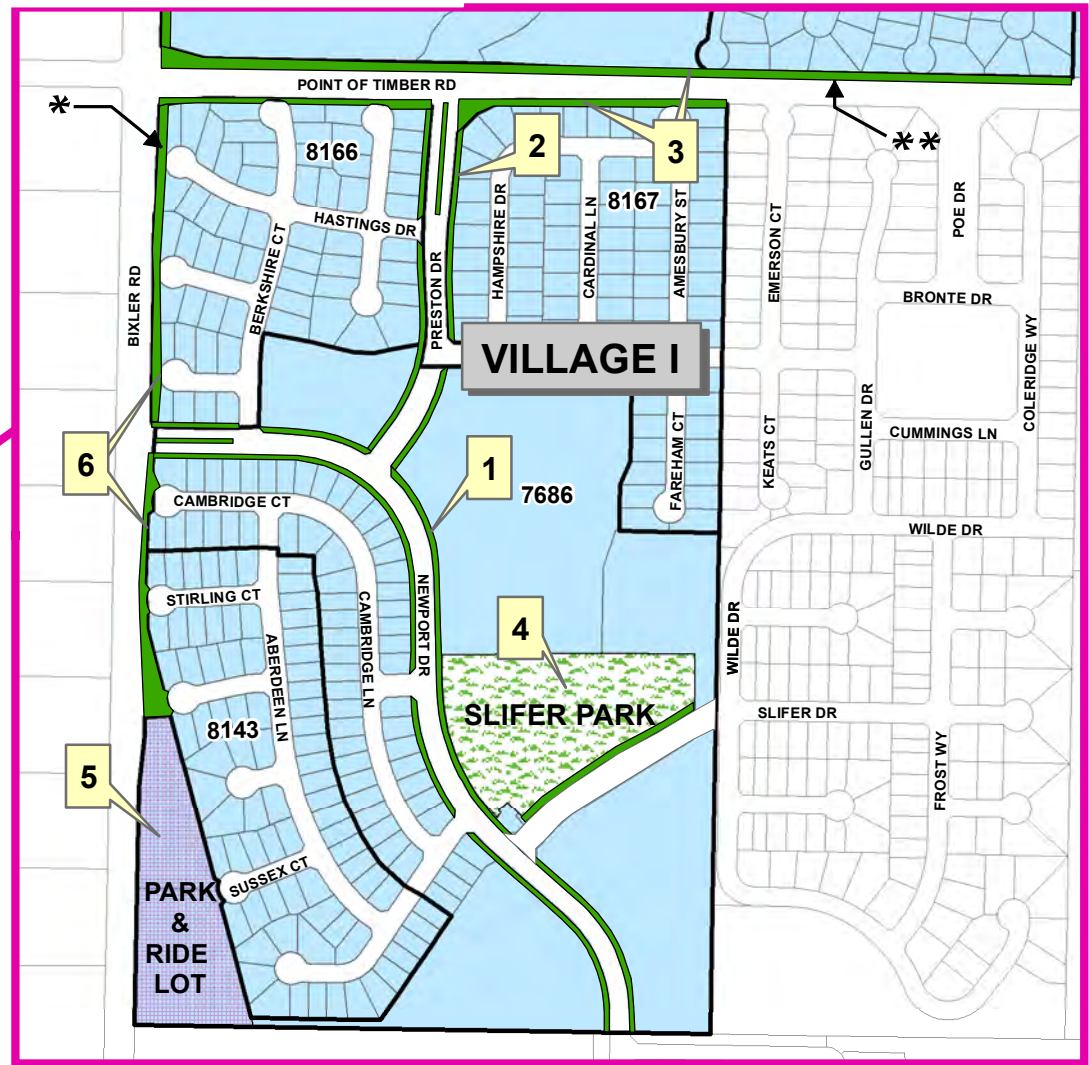 POINT OF TIMBER RD
*
**
8166
2
3
8167
HASTINGS DR
HAMPSHIRE DR
CARDINAL LN
AMESBURY ST
EMERSON CT
POE DR
BIXLER RD
BERKSHIRE CT
PRESTON DR
BRONTE DR
VILLAGE I
COLERIDGE WY
GULLEN DR
CUMMINGS LN
KEATS CT
FAREHAM CT
6
1
7686
CAMBRIDGE CT
WILDE DR
STIRLING CT
NEWPORT DR
CAMBRIDGE LN
ABERDEEN LN
4
WILDE DR
SLIFER PARK
SLIFER DR
8143
5
FROST WY
SUSSEX CT
PARK
&
RIDE
LOT